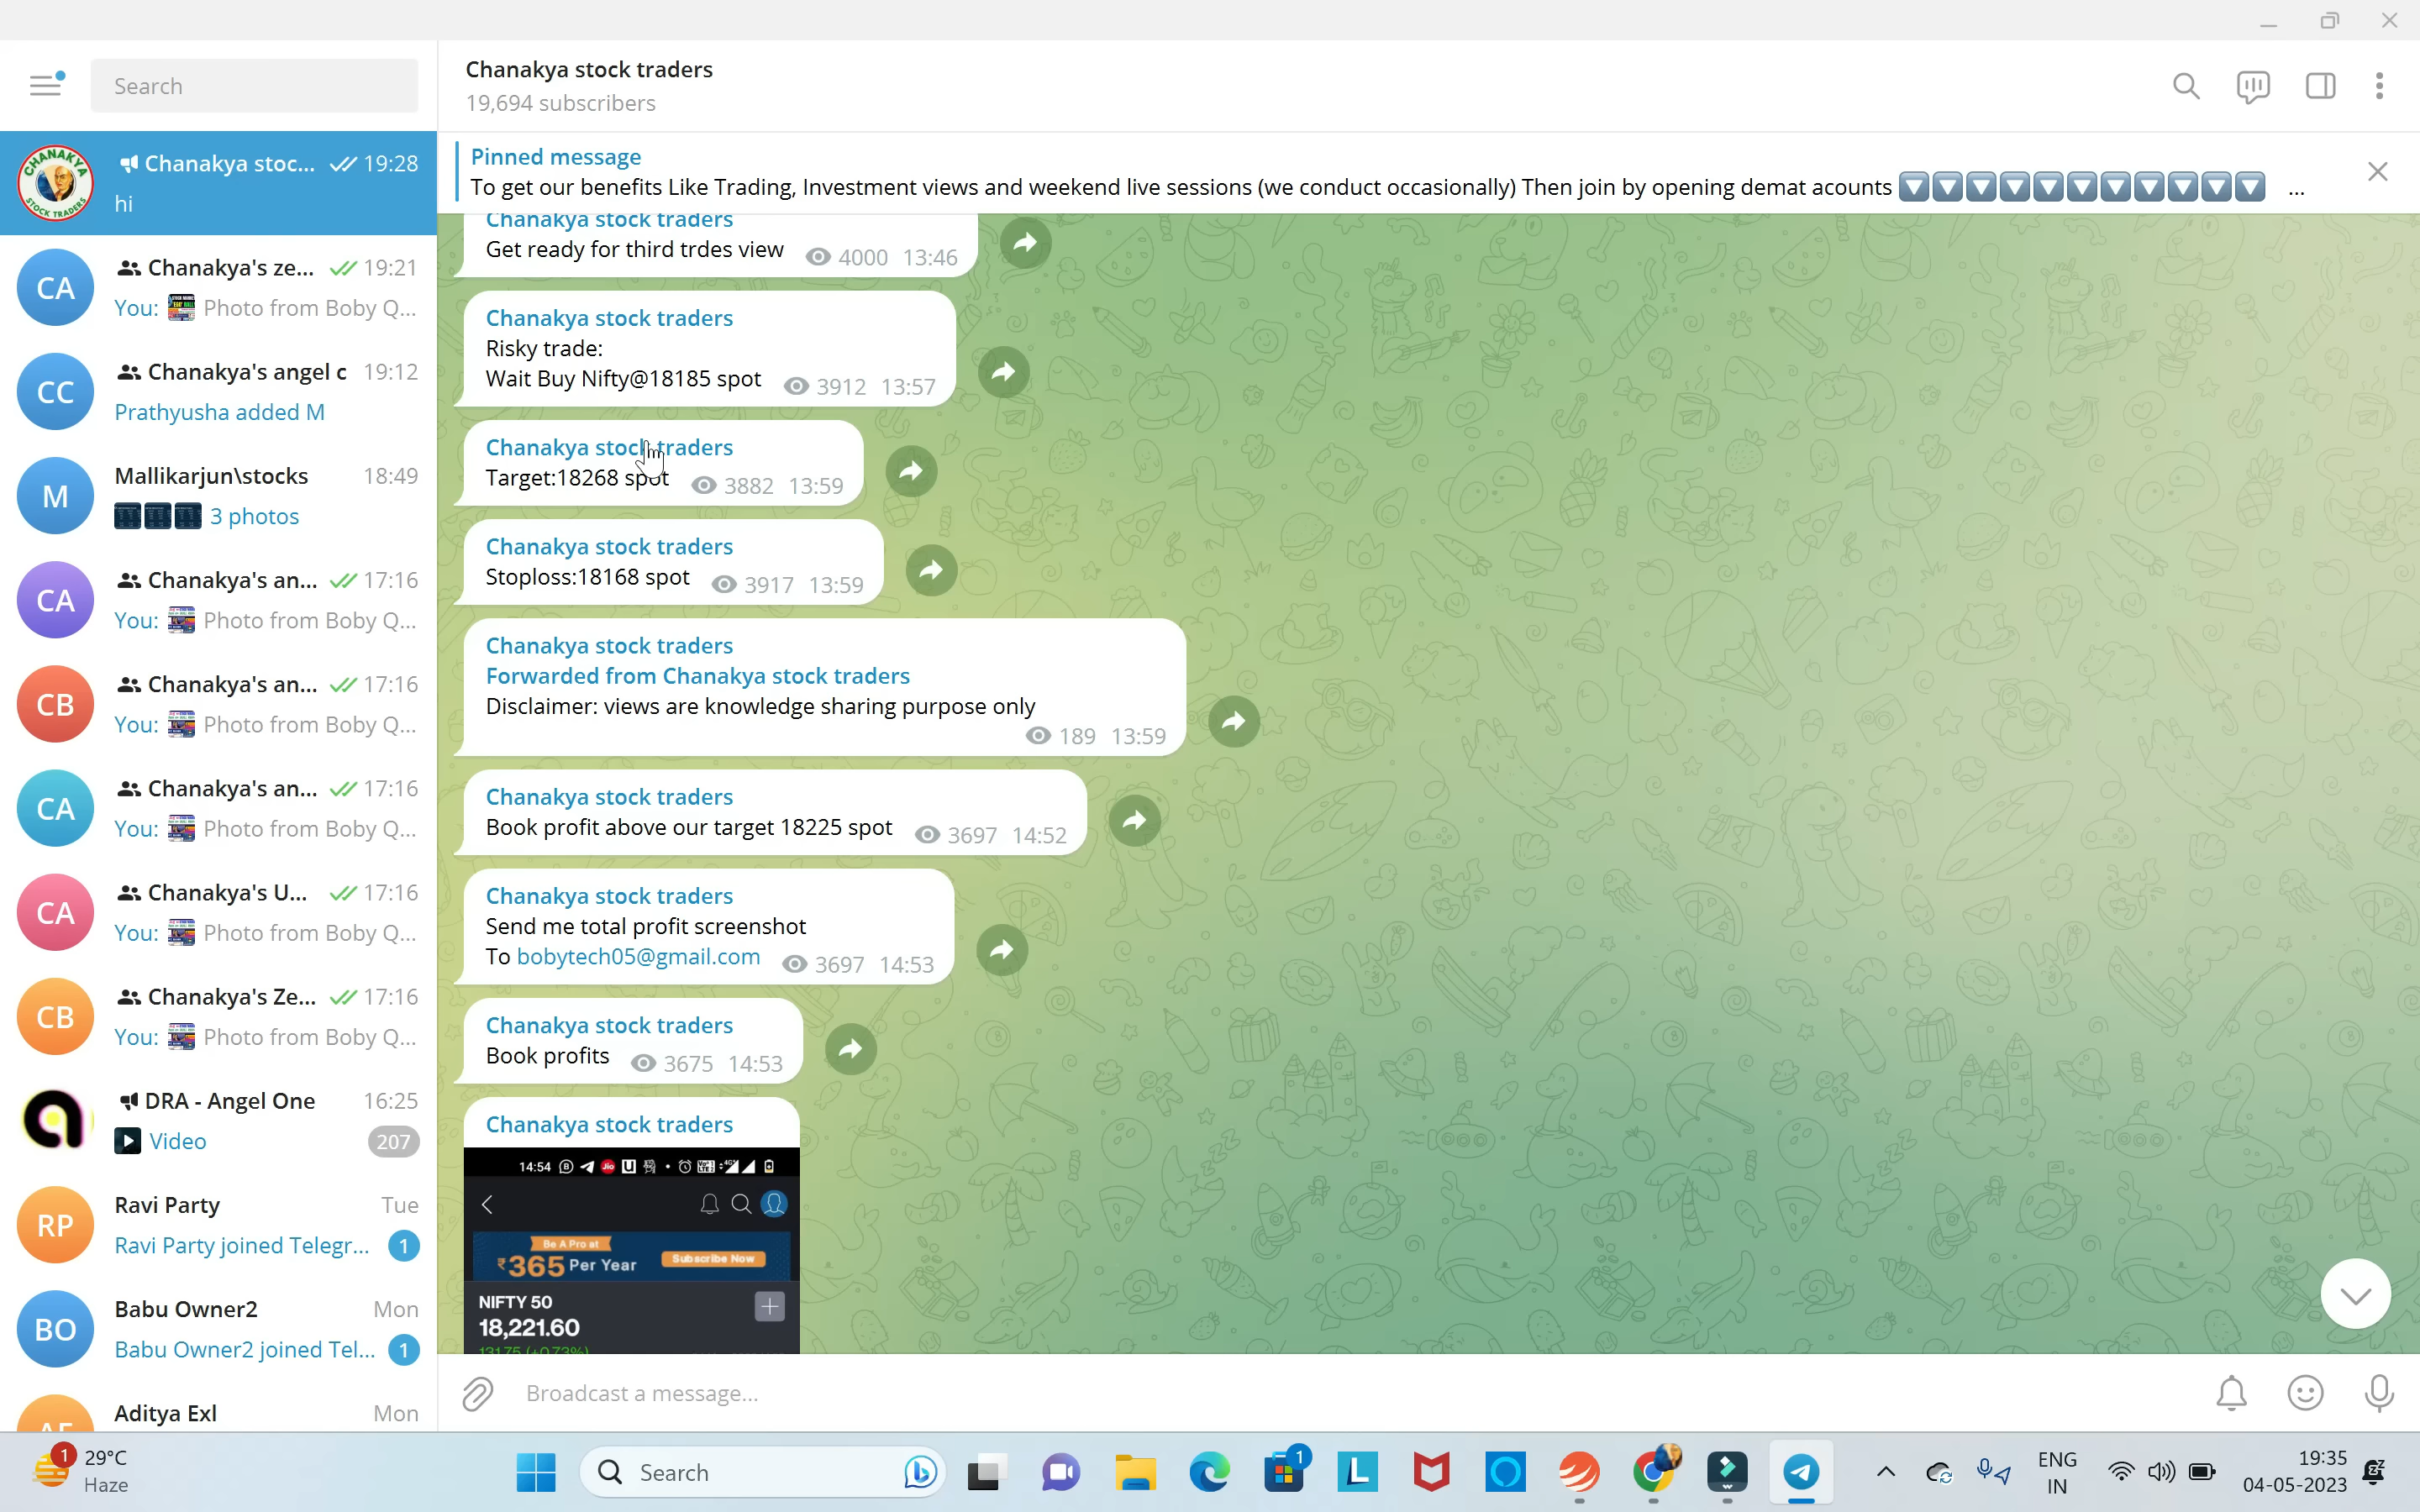 Search
Chanakya stoc... 19:28
hi
CA
Chanakya's ze... 19:21
You: Photo from Boby Q...
CC
Chanakya's angel c 19:12
Prathyusha added M
M
Mallikarjun\stocks 18:49
3 photos
CA
Chanakya's an... 17:16
You: Photo from Boby Q...
CB
Chanakya's an... 17:16
You: Photo from Boby Q...
CA
Chanakya's an... 17:16
You: Photo from Boby Q...
CA
Chanakya's U... 17:16
You: Photo from Boby Q...
CB
Chanakya's Ze... 17:16
You: Photo from Boby Q...
DRA - Angel One 16:25
Video 207
RP
Ravi Party Tue
Ravi Party joined Telegr... 1
BO
Babu Owner2 Mon
Babu Owner2 joined Tel... 1
Aditya Exl Mon
CHANAKYA
STOCK TRADERS
Chanakya stock traders
19,694 subscribers
Pinned message
To get our benefits Like Trading, Investment views and weekend live sessions (we conduct occasionally) Then join by opening demat acounts ...
Chanakya stock traders
Get ready for third trdes view 4000 13:46
Chanakya stock traders
Risky trade:
Wait Buy Nifty@18185 spot 3912 13:57
Chanakya stock traders
Target:18268 spot 3882 13:59
Chanakya stock traders
Stoploss:18168 spot 3917 13:59
Chanakya stock traders
Forwarded from Chanakya stock traders
Disclaimer: views are knowledge sharing purpose only
189 13:59
Chanakya stock traders
Book profit above our target 18225 spot 3697 14:52
Chanakya stock traders
Send me total profit screenshot
To bobytech05@gmail.com 3697 14:53
Chanakya stock traders
Book profits 3675 14:53
Chanakya stock traders
14:54
Be A Pro at
₹365 Per Year Subscribe Now
NIFTY 50
18,221.60
131.75 (+0.73%)
Broadcast a message...
1
29°C
Haze
Search
1
ENG
IN
19:35
04-05-2023